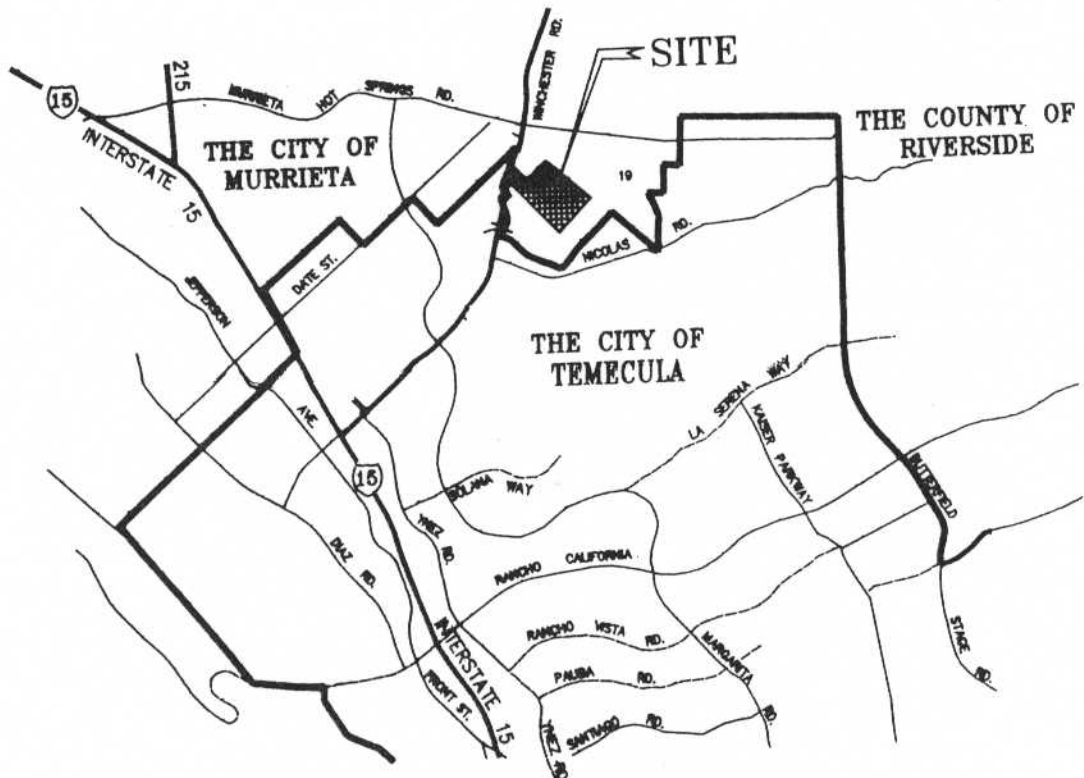 WINCHESTER RD.
SITE
215
15
MURRIETA HOT SPRINGS RD.
THE COUNTY OF
RIVERSIDE
INTERSTATE 15
THE CITY OF
MURRIETA
19
NICOLAS RD.
DATE ST.
JEFFERSON AVE.
THE CITY OF
TEMECULA
LA SERENA WAY
KAISER PARKWAY
BUTTERFIELD STAGE RD.
15
SOLANA WAY
YNEZ RD.
DIAZ RD.
RANCHO CALIFORNIA
RANCHO VISTA RD.
MARGARITA RD.
INTERSTATE 15
PAUBA RD.
FRONT ST.
SANTIAGO RD.
YNEZ RD.